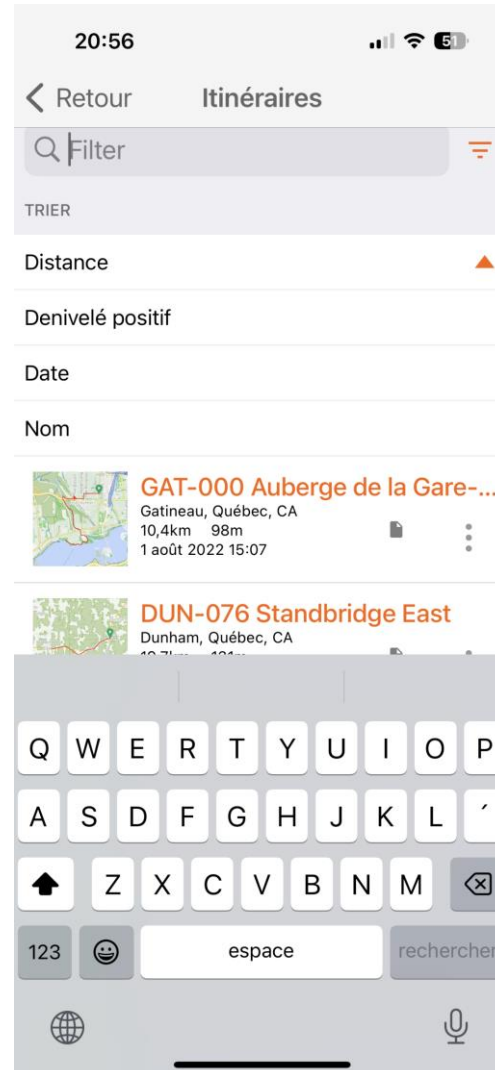 20:56
51
Retour
Itinéraires
Filter
TRIER
Distance
Denivelé positif
Date
Nom
GAT-000 Auberge de la Gare-...
Gatineau, Québec, CA
10,4km 98m
1 août 2022 15:07
DUN-076 Standbridge East
Dunham, Québec, CA
Q W E R T Y U I O P
A S D F G H J K L ´
Z X C V B N M
123
espace
rechercher